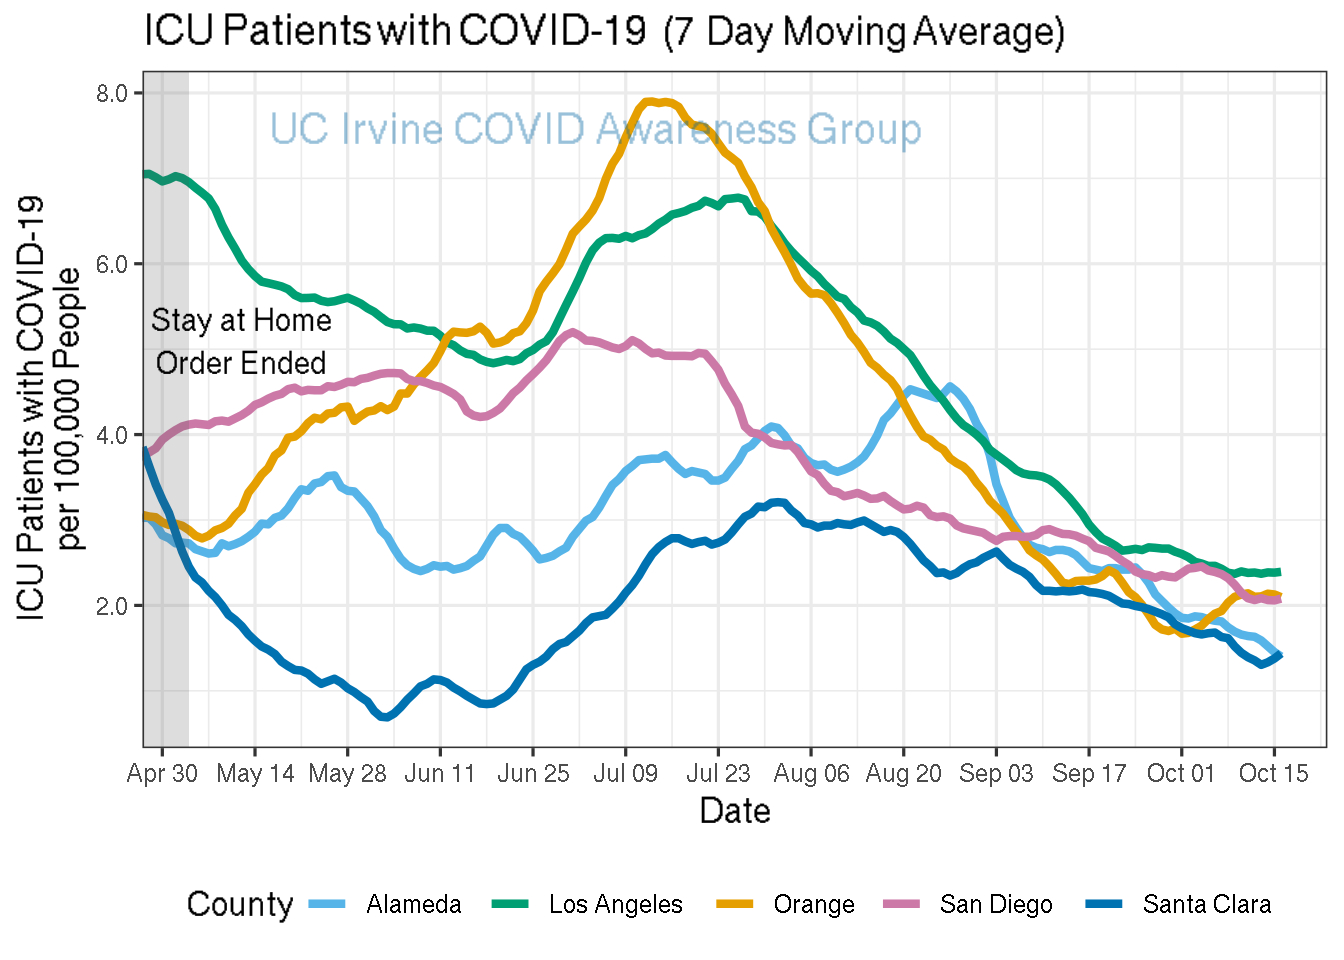 ICU Patients with COVID-19 (7 Day Moving Average)
UC Irvine COVID Awareness Group
ICU Patients with COVID-19
per 100,000 People
8.0
6.0
4.0
2.0
Stay at Home
Order Ended
Apr 30 May 14 May 28 Jun 11 Jun 25 Jul 09 Jul 23 Aug 06 Aug 20 Sep 03 Sep 17 Oct 01 Oct 15
Date
County Alameda Los Angeles Orange San Diego Santa Clara